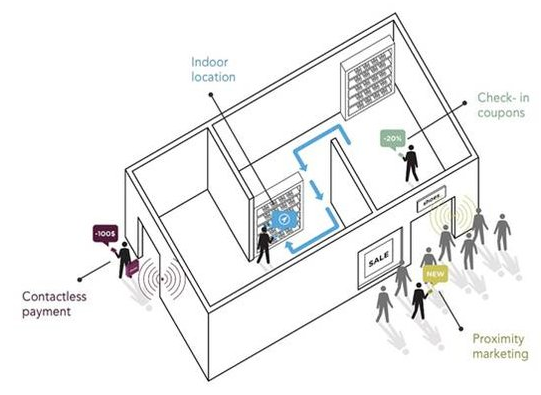 Indoor
location
Check- in
coupons
-20%
shoes
-100$
SALE
NEW
Contactless
payment
Proximity
marketing